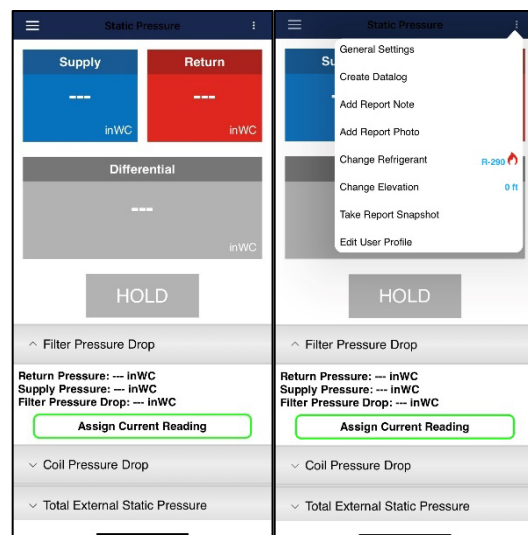 Static Pressure
Supply
Return
---
---
inWC
inWC
Differential
---
inWC
HOLD
Filter Pressure Drop
Return Pressure: --- inWC
Supply Pressure: --- inWC
Filter Pressure Drop: --- inWC
Assign Current Reading
Coil Pressure Drop
Total External Static Pressure
Static Pressure
Su
General Settings
Create Datalog
Add Report Note
Add Report Photo
Change Refrigerant R-290
Change Elevation 0 ft
Take Report Snapshot
Edit User Profile
HOLD
Filter Pressure Drop
Return Pressure: --- inWC
Supply Pressure: --- inWC
Filter Pressure Drop: --- inWC
Assign Current Reading
Coil Pressure Drop
Total External Static Pressure